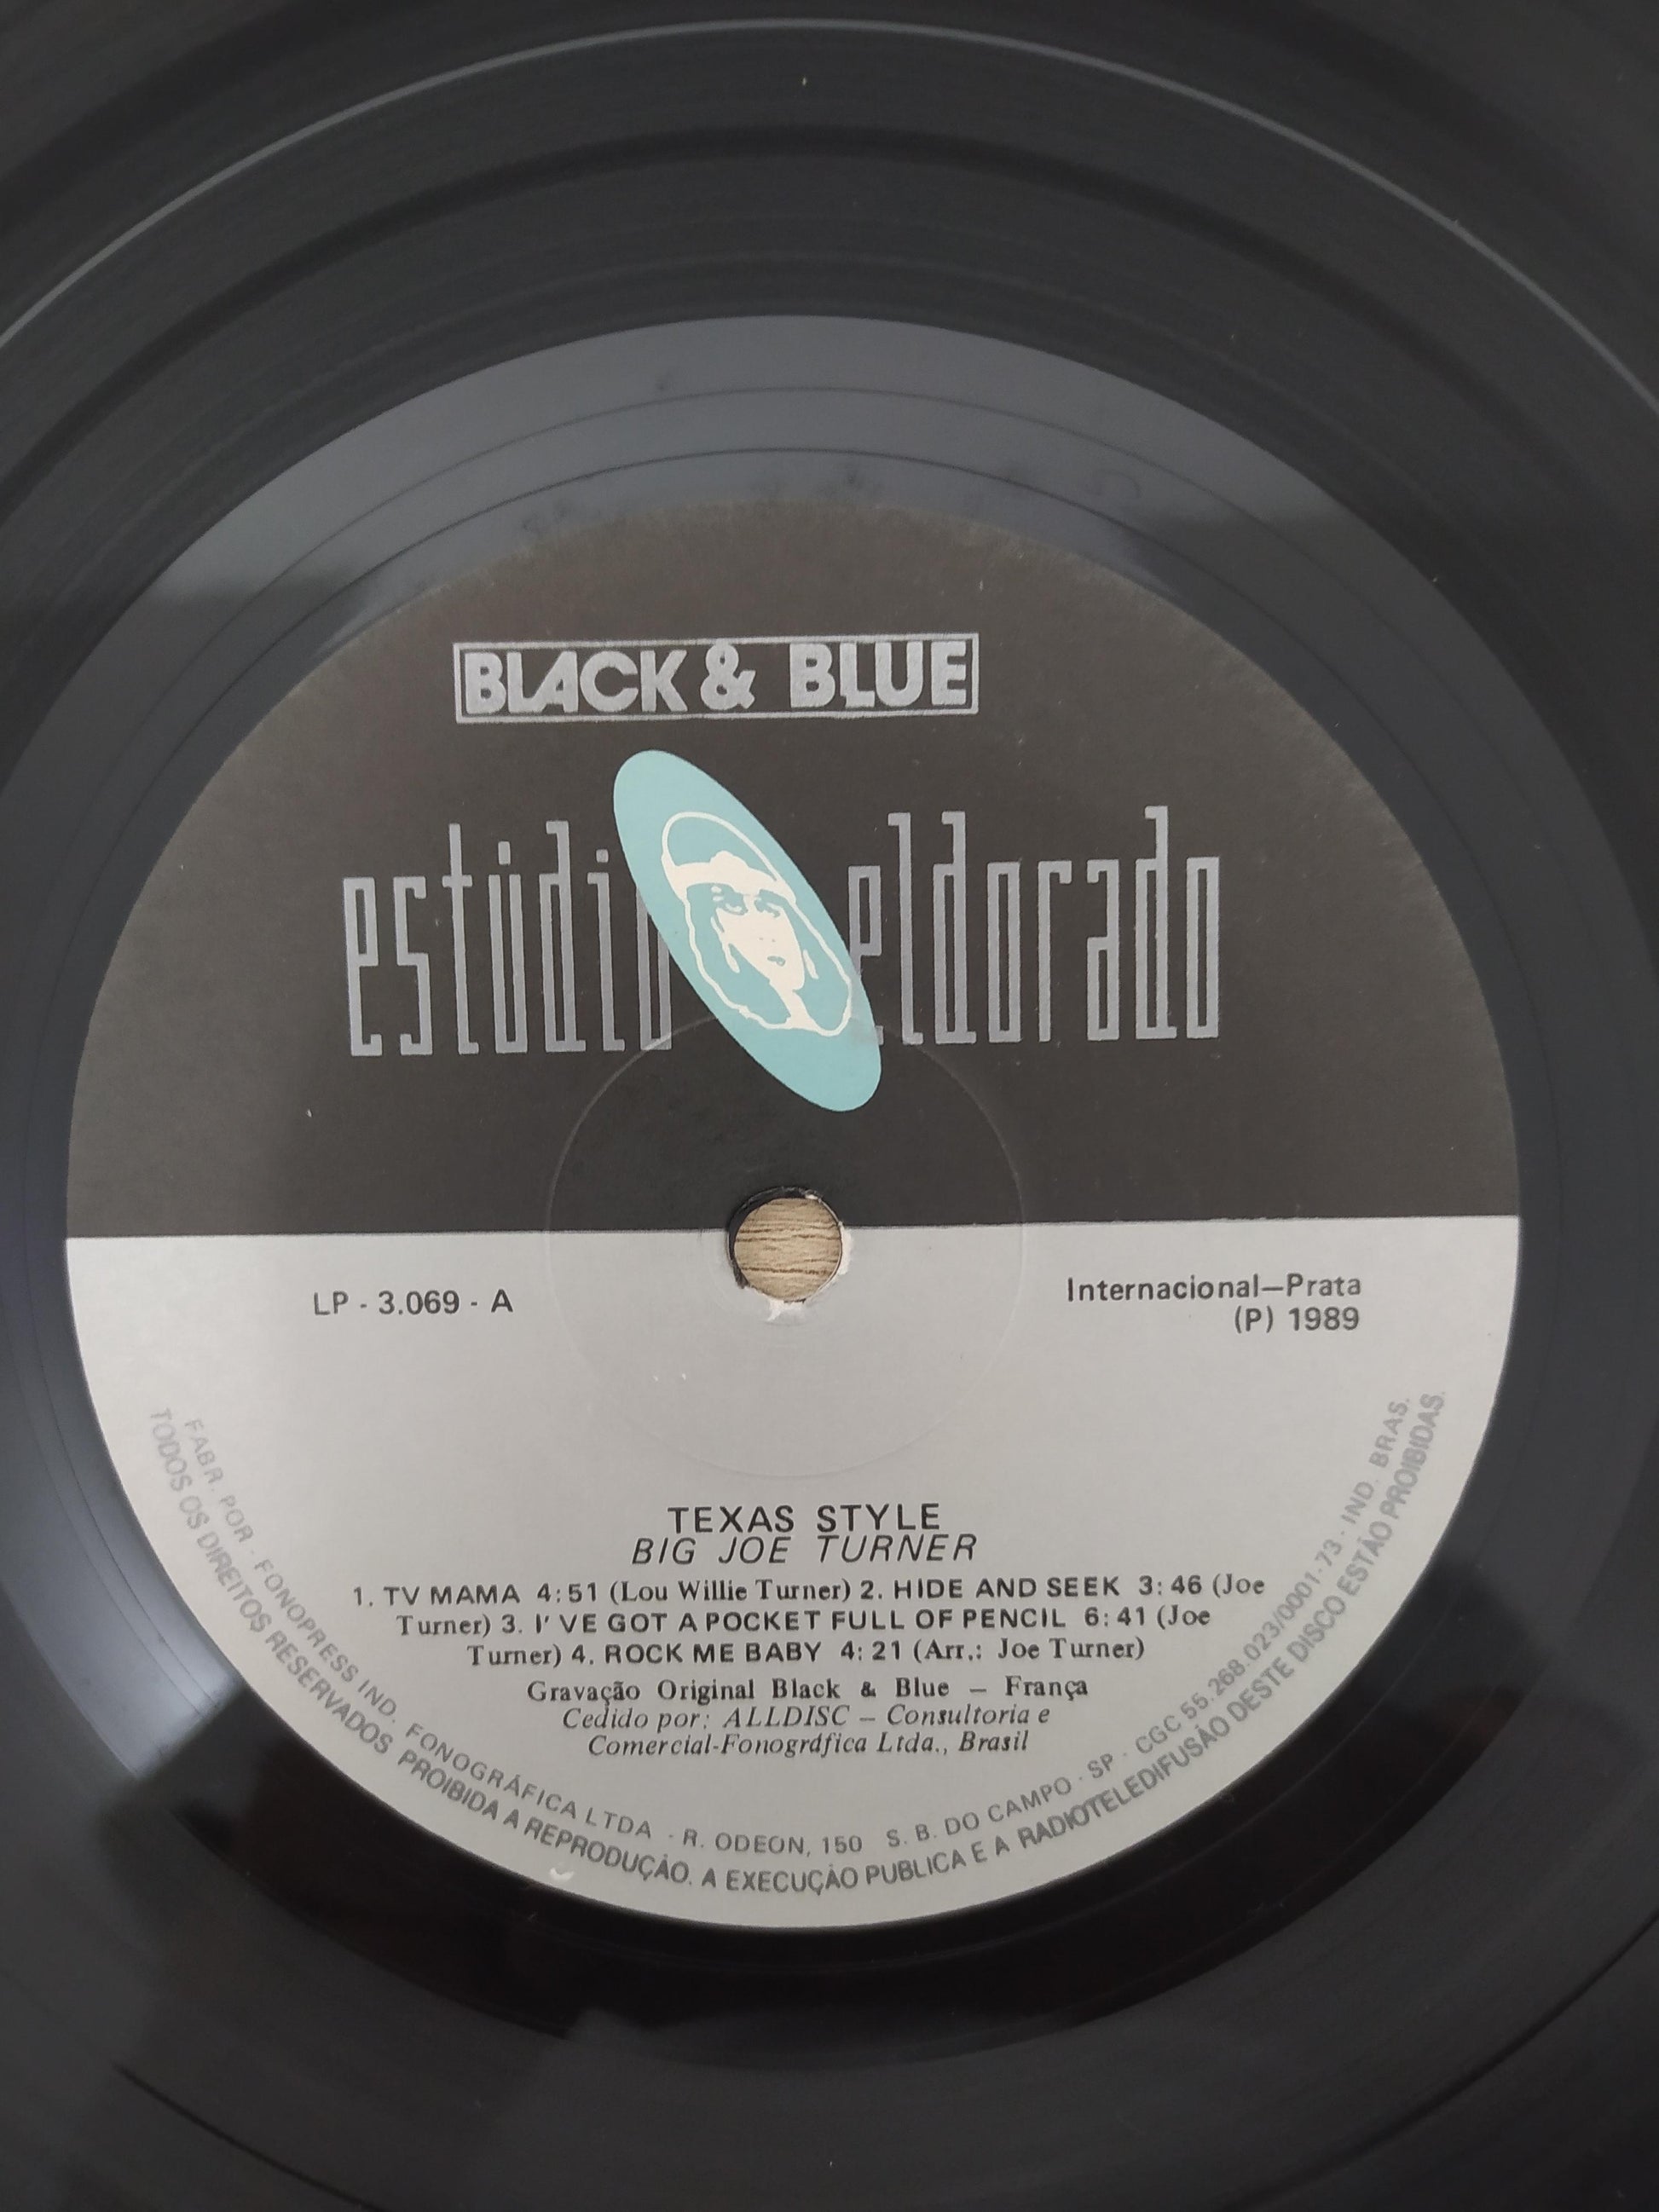 BLACK & BLUE
estúdio eldorado
LP - 3.069 - A
Internacional—Prata
(P) 1989
TEXAS STYLE
BIG JOE TURNER
1. TV MAMA 4:51 (Lou Willie Turner) 2. HIDE AND SEEK 3:46 (Joe
Turner) 3. I'VE GOT A POCKET FULL OF PENCIL 6:41 (Joe
Turner) 4. ROCK ME BABY 4:21 (Arr.: Joe Turner)
Gravação Original Black & Blue — França
Cedido por: ALLDISC — Consultoria e
Comercial-Fonográfica Ltda., Brasil
FABR. POR - FONOPRESS IND. FONOGRÁFICA LTDA - R. ODEON, 150 S. B. DO CAMPO - SP - CGC 55.268.023/0001-73 - IND. BRAS.
TODOS OS DIREITOS RESERVADOS PROIBIDA A REPRODUÇÃO. A EXECUÇÃO PUBLICA E A RADIOTELEDIFUSÃO DESTE DISCO ESTÃO PROIBIDAS.